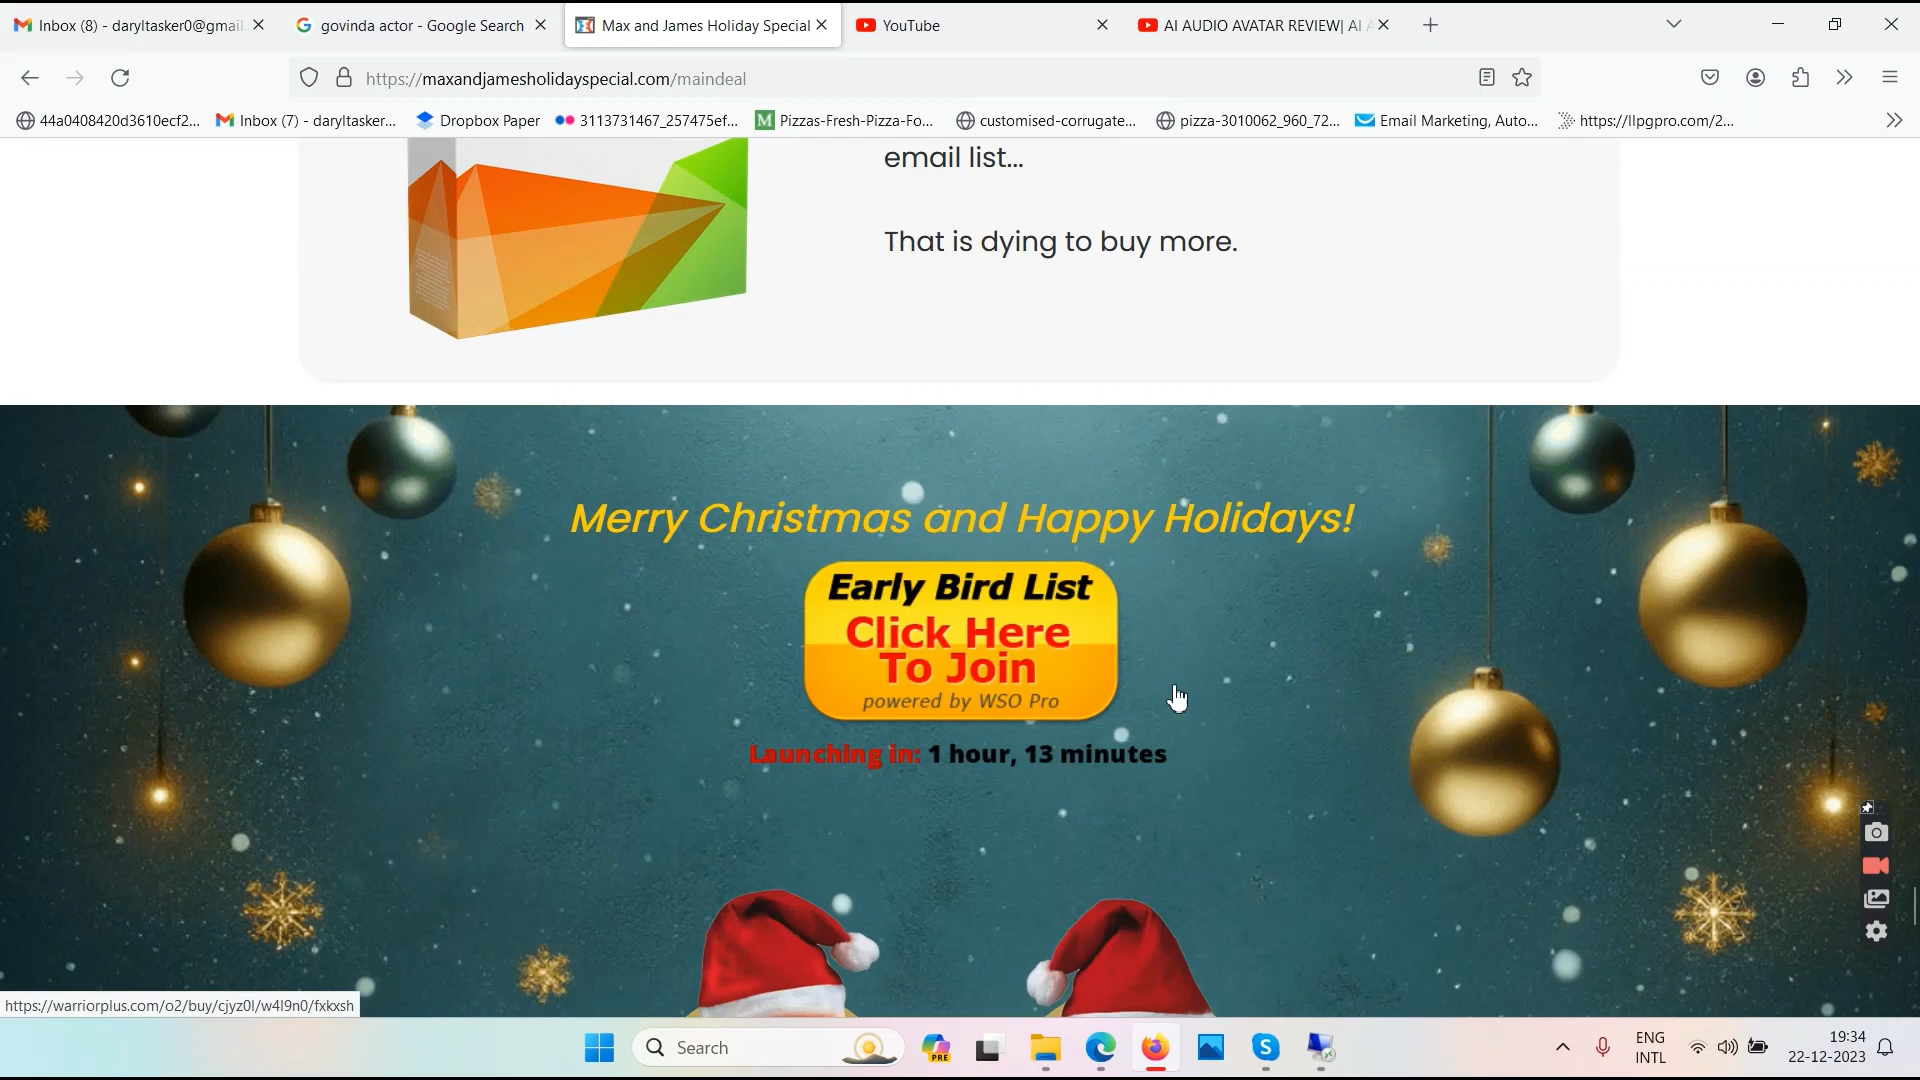 Inbox (8) - daryltasker0@gmail
govinda actor - Google Search
Max and James Holiday Special
YouTube
AI AUDIO AVATAR REVIEW| AI
https://maxandjamesholidayspecial.com/maindeal
44a0408420d3610ecf2...
Inbox (7) - daryltasker...
Dropbox Paper
3113731467_257475ef...
Pizzas-Fresh-Pizza-Fo...
customised-corrugate...
pizza-3010062_960_72...
Email Marketing, Auto...
https://llpgpro.com/2...
email list...
That is dying to buy more.
Merry Christmas and Happy Holidays!
Early Bird List
Click Here
To Join
powered by WSO Pro
Launching in: 1 hour, 13 minutes
https://warriorplus.com/o2/buy/cjyz0l/w4l9n0/fxkxsh
Search
PRE
ENG
INTL
19:34
22-12-2023